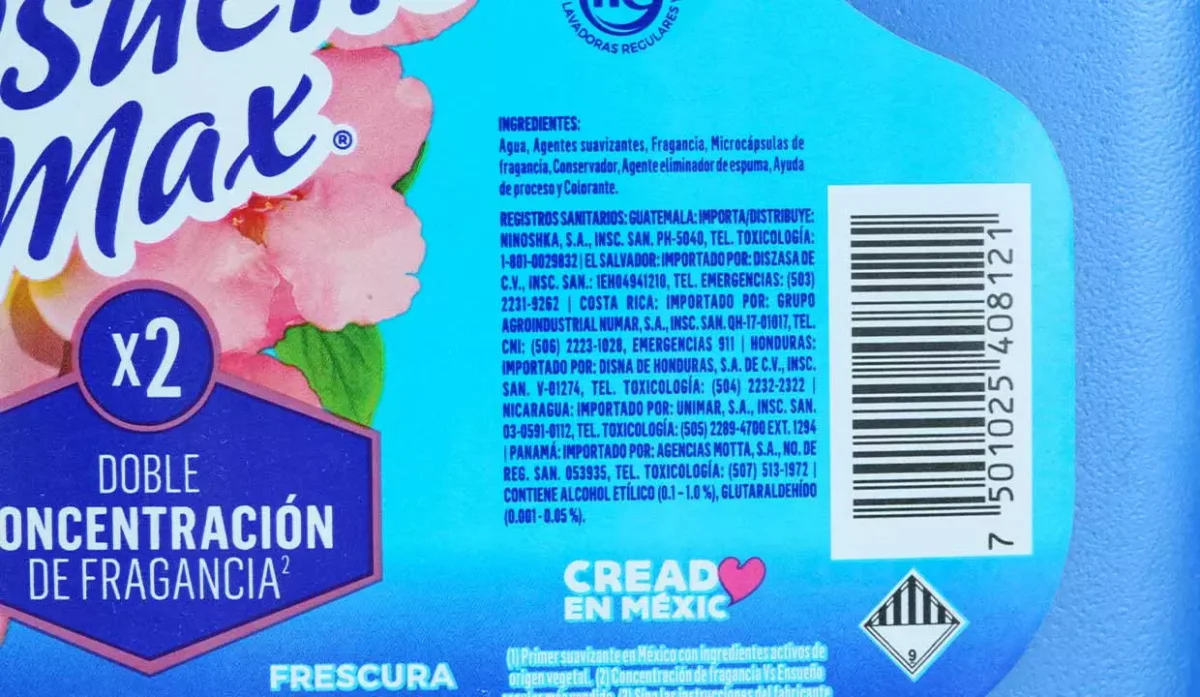 Max®
LAVADORAS REGULARES
INGREDIENTES:
Agua, Agentes suavizantes, Fragancia, Microcápsulas de
fragancia, Conservador, Agente eliminador de espuma, Ayuda
de proceso y Colorante.
REGISTROS SANITARIOS: GUATEMALA: IMPORTA/DISTRIBUYE:
NINOSHKA, S.A., INSC. SAN. PH-5040, TEL. TOXICOLOGÍA:
1-801-0029832 | EL SALVADOR: IMPORTADO POR: DISZASA DE
C.V., INSC. SAN.: 1EH04941210, TEL. EMERGENCIAS: (503)
2231-9262 | COSTA RICA: IMPORTADO POR: GRUPO
AGROINDUSTRIAL NUMAR, S.A., INSC. SAN. QH-17-01017, TEL.
CNI: (506) 2223-1028, EMERGENCIAS 911 | HONDURAS:
IMPORTADO POR: DISNA DE HONDURAS, S.A. DE C.V., INSC.
SAN. V-01274, TEL. TOXICOLOGÍA: (504) 2232-2322 |
NICARAGUA: IMPORTADO POR: UNIMAR, S.A., INSC. SAN.
03-0591-0112, TEL. TOXICOLOGÍA: (505) 2289-4700 EXT. 1294
| PANAMÁ: IMPORTADO POR: AGENCIAS MOTTA, S.A., NO. DE
REG. SAN. 053935, TEL. TOXICOLOGÍA: (507) 513-1972 |
CONTIENE ALCOHOL ETÍLICO (0.1 - 1.0 %), GLUTARALDEHÍDO
(0.001 - 0.05 %).
7 501025 408121
X2
DOBLE
CONCENTRACIÓN
DE FRAGANCIA²
CREADO
EN MÉXIC
9
FRESCURA
(1) Primer suavizante en México con ingredientes activos de
origen vegetal. (2) Concentración de fragancia Vs Ensueño
(3) Siga las instrucciones del fabricante